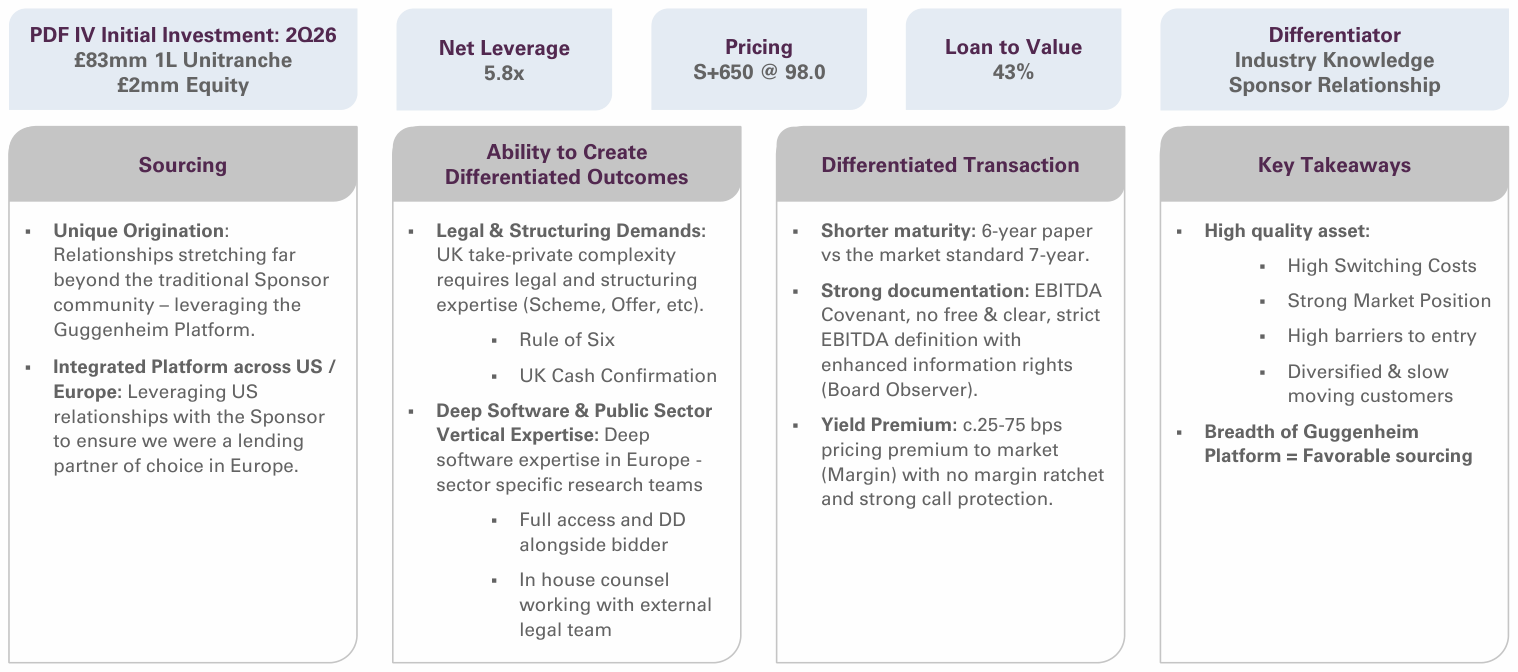 PDF IV Initial Investment: 2Q26
£83mm 1L Unitranche
£2mm Equity
Net Leverage
5.8x
Pricing
S+650 @ 98.0
Loan to Value
43%
Differentiator
Industry Knowledge
Sponsor Relationship
Sourcing
▪ Unique Origination:
Relationships stretching far
beyond the traditional Sponsor
community – leveraging the
Guggenheim Platform.
▪ Integrated Platform across US /
Europe: Leveraging US
relationships with the Sponsor
to ensure we were a lending
partner of choice in Europe.
Ability to Create
Differentiated Outcomes
▪ Legal & Structuring Demands:
UK take-private complexity
requires legal and structuring
expertise (Scheme, Offer, etc).
▪ Rule of Six
▪ UK Cash Confirmation
▪ Deep Software & Public Sector
Vertical Expertise: Deep
software expertise in Europe -
sector specific research teams
▪ Full access and DD
alongside bidder
▪ In house counsel
working with external
legal team
Differentiated Transaction
▪ Shorter maturity: 6-year paper
vs the market standard 7-year.
▪ Strong documentation: EBITDA
Covenant, no free & clear, strict
EBITDA definition with
enhanced information rights
(Board Observer).
▪ Yield Premium: c.25-75 bps
pricing premium to market
(Margin) with no margin ratchet
and strong call protection.
Key Takeaways
▪ High quality asset:
▪ High Switching Costs
▪ Strong Market Position
▪ High barriers to entry
▪ Diversified & slow
moving customers
▪ Breadth of Guggenheim
Platform = Favorable sourcing